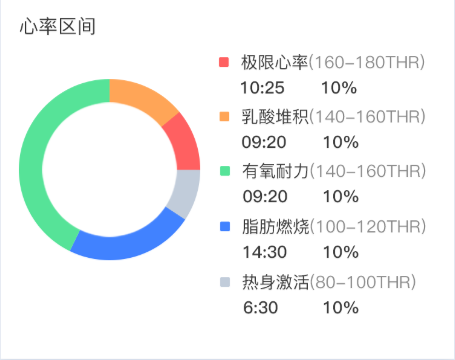 心率区间
极限心率(160-180THR)
10:25 10%
乳酸堆积(140-160THR)
09:20 10%
有氧耐力(140-160THR)
09:20 10%
脂肪燃烧(100-120THR)
14:30 10%
热身激活(80-100THR)
6:30 10%